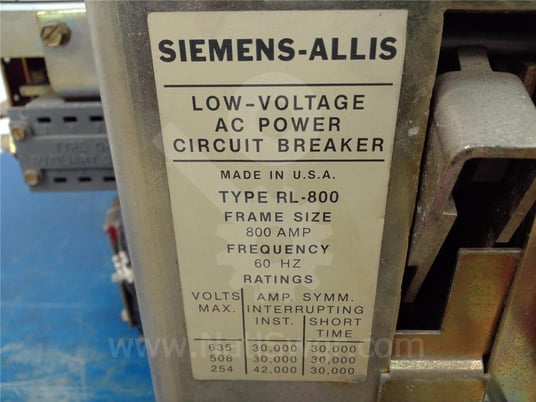 SIEMENS-ALLIS
LOW-VOLTAGE
AC POWER
CIRCUIT BREAKER
MADE IN U.S.A.
TYPE RL-800
FRAME SIZE
800 AMP
FREQUENCY
60 HZ
RATINGS
VOLTS MAX. AMP. SYMM. INTERRUPTING
INST. SHORT TIME
635 30,000 30,000
508 30,000 30,000
254 42,000 30,000
TYPE
AUXILIARY